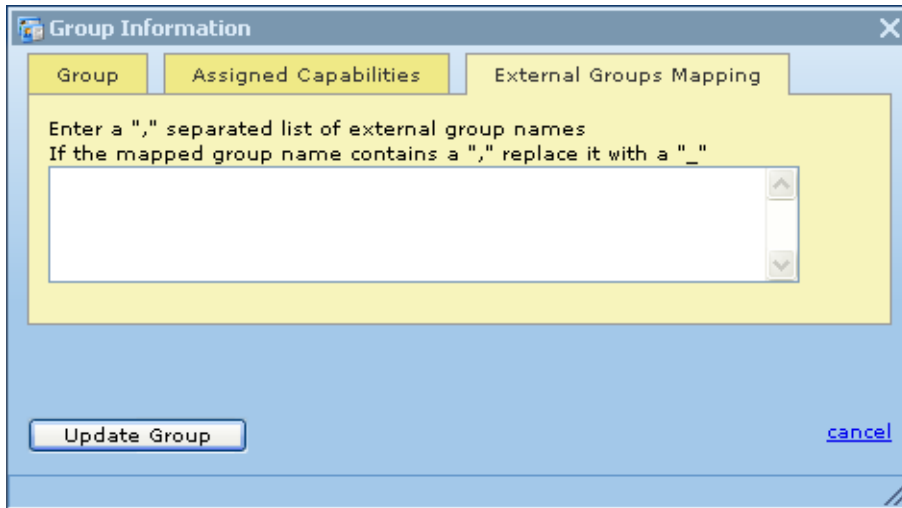 Group Information
Group
Assigned Capabilities
External Groups Mapping
Enter a "," separated list of external group names
If the mapped group name contains a "," replace it with a "_"
Update Group
cancel